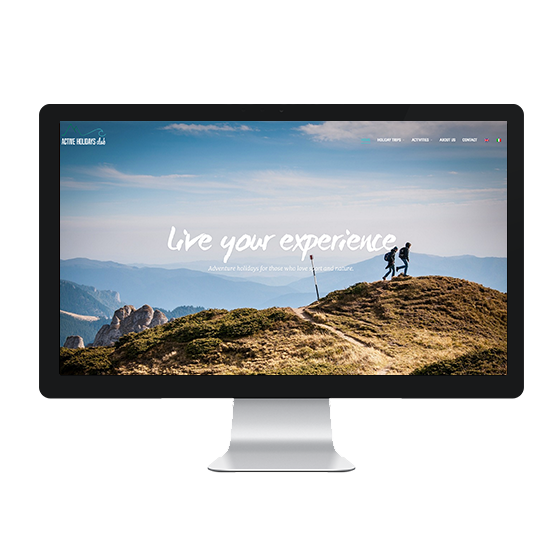 ACTIVE HOLIDAYS club
HOLIDAY TRIPS ACTIVITIES ABOUT US CONTACT
Live your experience
Adventure holidays for those who love sport and nature.